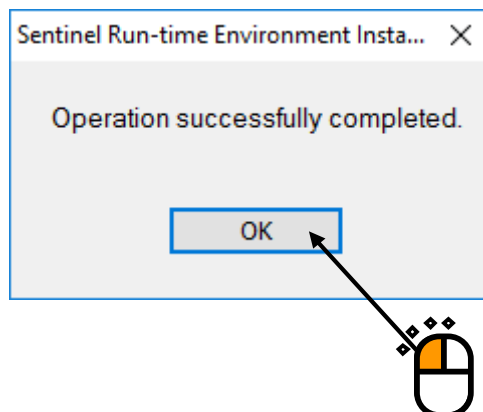 Sentinel Run-time Environment Insta...
Operation successfully completed.
OK